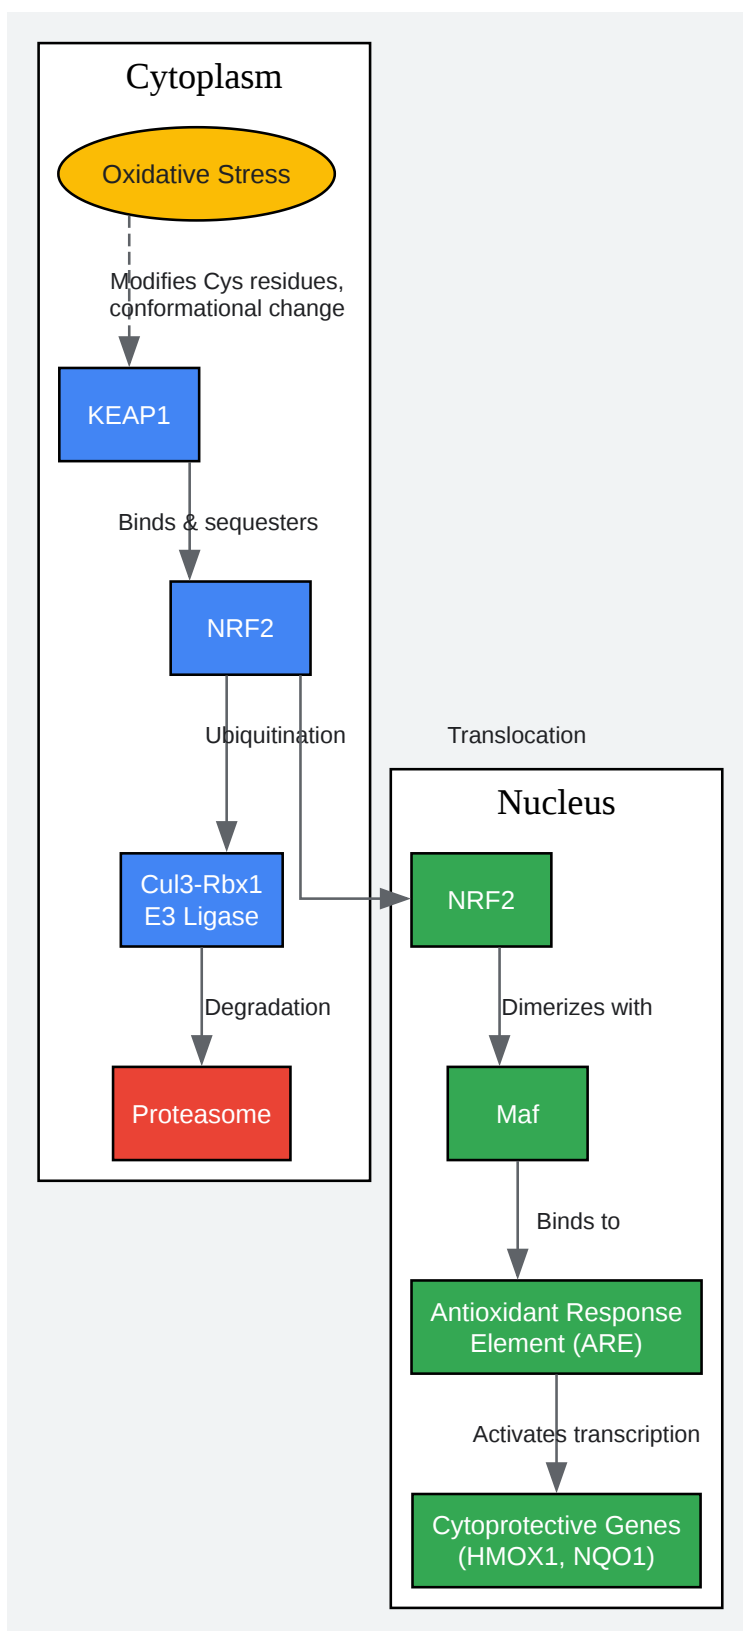 Cytoplasm
Oxidative Stress
Modifies Cys residues,
conformational change
KEAP1
Binds & sequesters
NRF2
Ubiquitination
Translocation
Cul3-Rbx1
E3 Ligase
Degradation
Proteasome
Nucleus
NRF2
Dimerizes with
Maf
Binds to
Antioxidant Response
Element (ARE)
Activates transcription
Cytoprotective Genes
(HMOX1, NQO1)